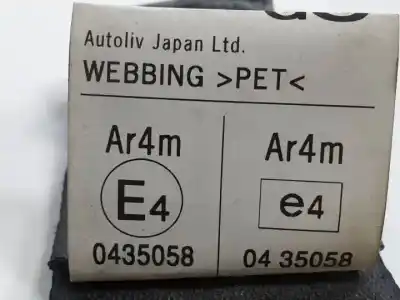 Autoliv Japan Ltd.
WEBBING >PET<
Ar4m Ar4m
E4 e4
0435058 04 35058